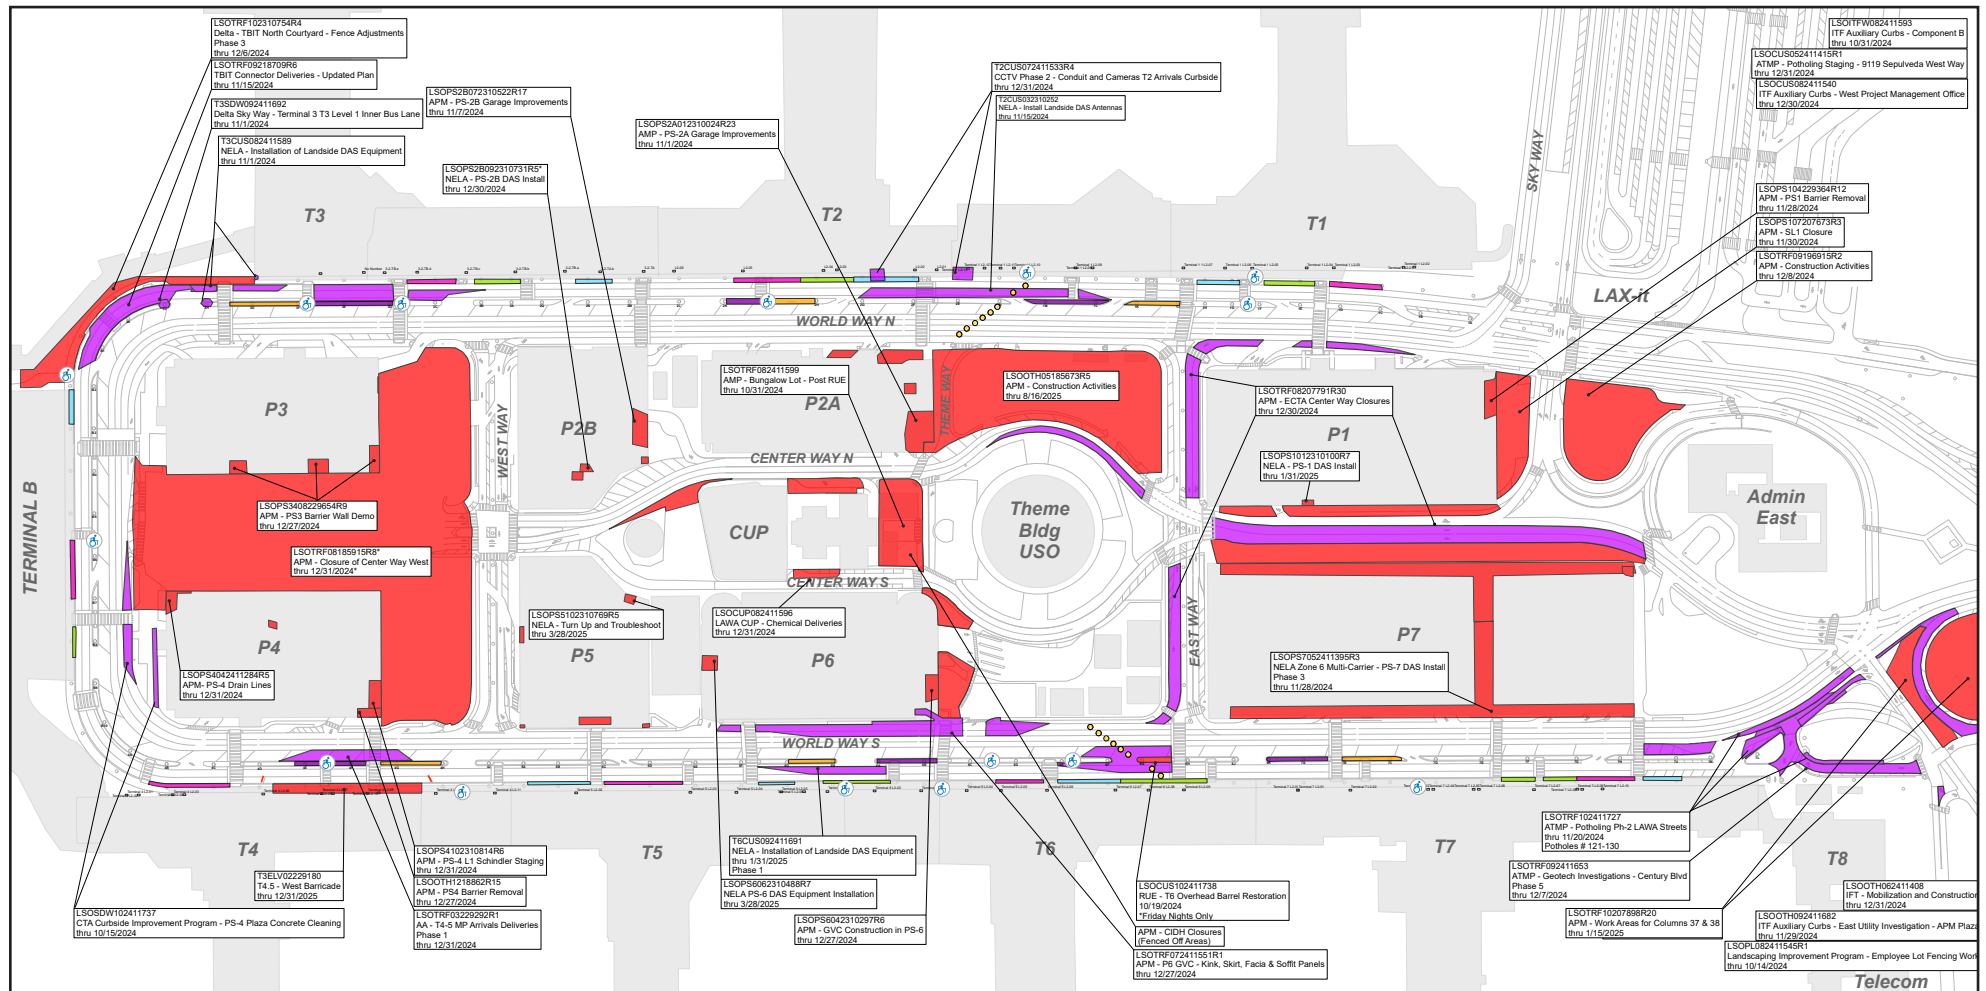 LSOTRF102310754R4
Delta - TBIT North Courtyard - Fence Adjustments
Phase 3
thru 12/6/2024
LSOTRF09218709R6
TBIT Connector Deliveries - Updated Plan
thru 11/15/2024
T3SDW092411692
Delta Sky Way - Terminal 3 T3 Level 1 Inner Bus Lane
thru 11/1/2024
T3CUS082411589
NELA - Installation of Landside DAS Equipment
thru 11/1/2024
LSOPS2B072310522R17
APM - PS-2B Garage Improvements
thru 11/7/2024
LSOPS2B092310731R5*
NELA - PS-2B DAS Install
thru 12/30/2024
LSOPS2A012310024R23
AMP - PS-2A Garage Improvements
thru 11/1/2024
T2CUS072411533R4
CCTV Phase 2 - Conduit and Cameras T2 Arrivals Curbside
thru 12/31/2024
T2CUS032310252
NELA - Install Landside DAS Antennas
thru 11/15/2024
LSOITFW082411593
ITF Auxiliary Curbs - Component B
thru 10/31/2024
LSOCUS052411415R1
ATMP - Potholing Staging - 9119 Sepulveda West Way
thru 12/31/2024
LSOCUS082411540
ITF Auxiliary Curbs - West Project Management Office
thru 12/30/2024
LSOPS104229364R12
APM - PS1 Barrier Removal
thru 11/28/2024
LSOPS107207673R3
APM - SL1 Closure
thru 11/30/2024
LSOTRF09196915R2
APM - Construction Activities
thru 12/8/2024
SKY WAY
T3
T2
T1
LAX-it
WORLD WAY N
LSOTRF082411599
AMP - Bungalow Lot - Post RUE
thru 10/31/2024
LSOOTH05185673R5
APM - Construction Activities
thru 8/16/2025
LSOTRF08207791R30
APM - ECTA Center Way Closures
thru 12/30/2024
P3
P2B
P2A
THEME WAY
P1
WEST WAY
CENTER WAY N
LSOPS1012310100R7
NELA - PS-1 DAS Install
thru 1/31/2025
LSOPS3408229654R9
APM - PS3 Barrier Wall Demo
thru 12/27/2024
TERMINAL B
CUP
Theme
Bldg
USO
Admin
East
LSOTRF08185915R8*
APM - Closure of Center Way West
thru 12/31/2024*
CENTER WAY S
LSOPS5102310769R5
NELA - Turn Up and Troubleshoot
thru 3/28/2025
LSOCUP082411596
LAWA CUP - Chemical Deliveries
thru 12/31/2024
P4
P5
P6
EAST WAY
P7
LSOPS4042411284R5
APM- PS-4 Drain Lines
thru 12/31/2024
LSOPS7052411395R3
NELA Zone 6 Multi-Carrier - PS-7 DAS Install
Phase 3
thru 11/28/2024
WORLD WAY S
T4
T5
T6
T7
T8
T3ELV02229180
T4.5 - West Barricade
thru 12/31/2025
LSOSDW102411737
CTA Curbside Improvement Program - PS-4 Plaza Concrete Cleaning
thru 10/15/2024
LSOPS4102310814R6
APM - PS-4 L1 Schindler Staging
thru 12/31/2024
LSOOTH1218862R15
APM - PS4 Barrier Removal
thru 12/27/2024
LSOTRF03229292R1
AA - T4-5 MP Arrivals Deliveries
Phase 1
thru 12/31/2024
T6CUS092411691
NELA - Installation of Landside DAS Equipment
thru 1/31/2025
Phase 1
LSOPS6062310488R7
NELA PS-6 DAS Equipment Installation
thru 3/28/2025
LSOPS6042310297R6
APM - GVC Construction in PS-6
thru 12/27/2024
LSOCUS102411738
RUE - T6 Overhead Barrel Restoration
10/19/2024
*Friday Nights Only
APM - CIDH Closures
(Fenced Off Areas)
LSOTRF072411551R1
APM - P6 GVC - Kink, Skirt, Facia & Soffit Panels
thru 12/27/2024
LSOTRF102411727
ATMP - Potholing Ph-2 LAWA Streets
thru 11/20/2024
Potholes # 121-130
LSOTRF092411653
ATMP - Geotech Investigations - Century Blvd
Phase 5
thru 12/7/2024
LSOTRF10207898R20
APM - Work Areas for Columns 37 & 38
thru 1/15/2025
LSOOTH062411408
IFT - Mobilization and Construction
thru 12/31/2024
LSOOTH092411682
ITF Auxiliary Curbs - East Utility Investigation - APM Plaza
thru 11/29/2024
LSOPL082411545R1
Landscaping Improvement Program - Employee Lot Fencing Work
thru 10/14/2024
Telecom